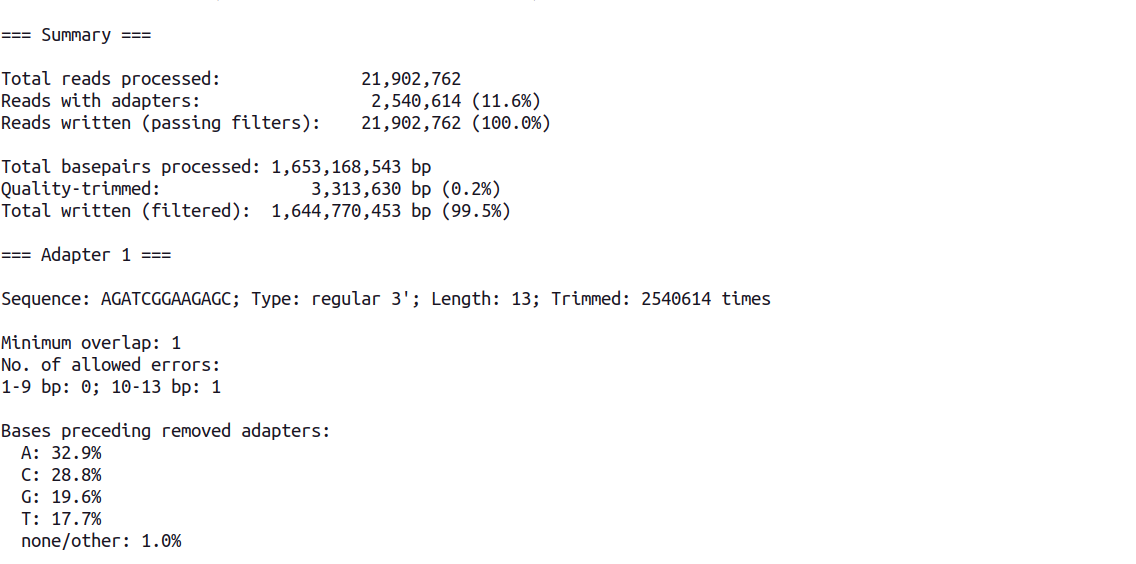 === Summary ===
Total reads processed: 21,902,762
Reads with adapters: 2,540,614 (11.6%)
Reads written (passing filters): 21,902,762 (100.0%)
Total basepairs processed: 1,653,168,543 bp
Quality-trimmed: 3,313,630 bp (0.2%)
Total written (filtered): 1,644,770,453 bp (99.5%)
=== Adapter 1 ===
Sequence: AGATCGGAAGAGC; Type: regular 3'; Length: 13; Trimmed: 2540614 times
Minimum overlap: 1
No. of allowed errors:
1-9 bp: 0; 10-13 bp: 1
Bases preceding removed adapters:
A: 32.9%
C: 28.8%
G: 19.6%
T: 17.7%
none/other: 1.0%